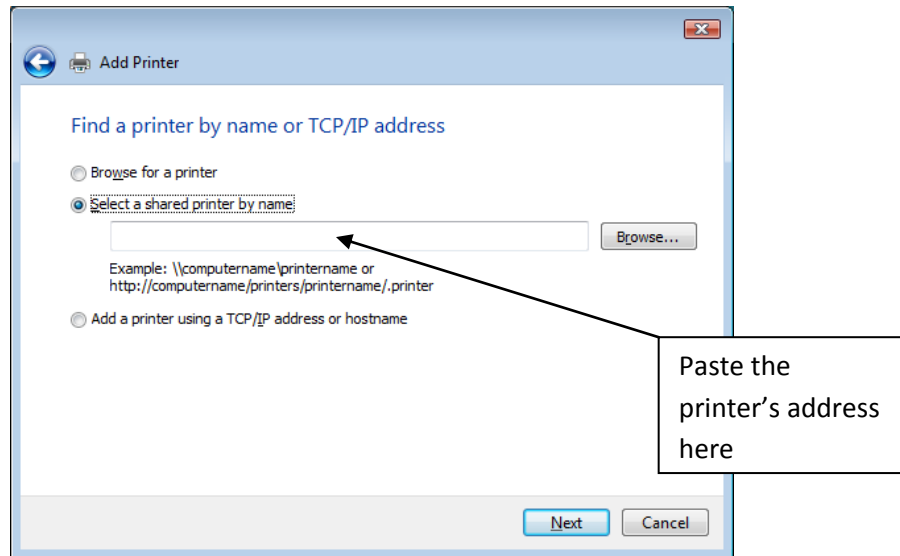 Add Printer
Find a printer by name or TCP/IP address
Browse for a printer
Select a shared printer by name
Browse...
Example: \\computername\printername or
http://computername/printers/printername/.printer
Add a printer using a TCP/IP address or hostname
Paste the
printer’s address
here
Next
Cancel